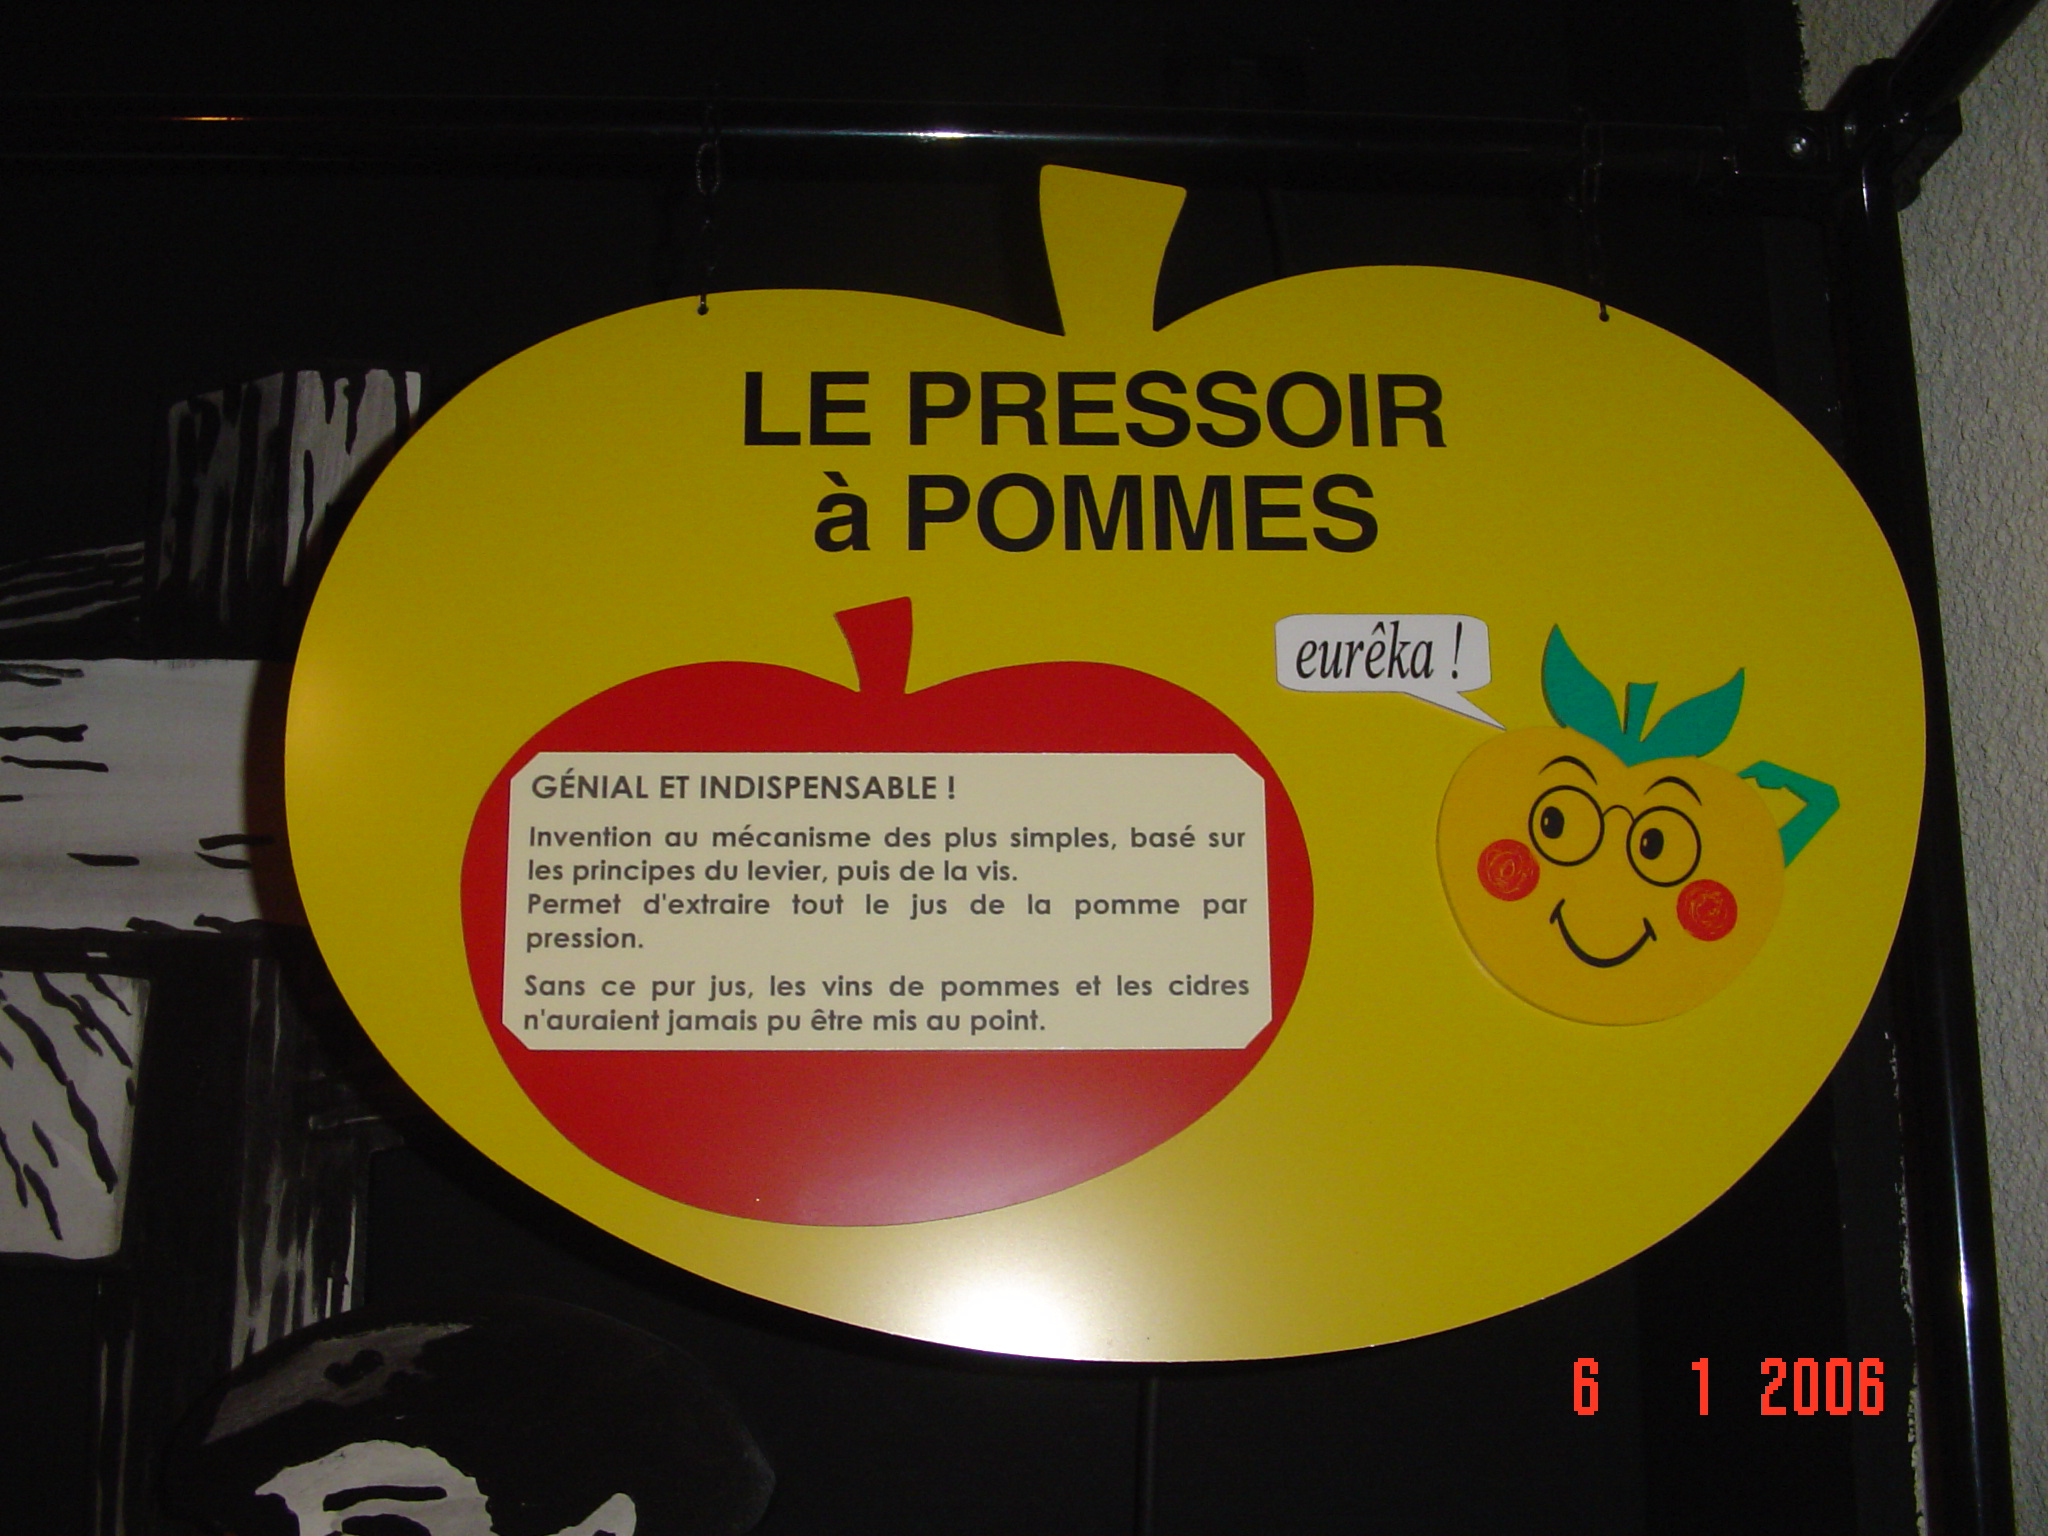 LE PRESSOIR
à POMMES
eurêka !
GÉNIAL ET INDISPENSABLE !
Invention au mécanisme des plus simples, basé sur
les principes du levier, puis de la vis.
Permet d'extraire tout le jus de la pomme par
pression.
Sans ce pur jus, les vins de pommes et les cidres
n'auraient jamais pu être mis au point.
6 1 2006